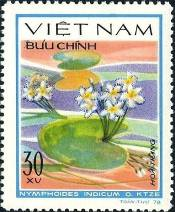 VIỆT NAM
BƯU CHÍNH
30
XU
NYMPHOIDES INDICUM O. KTZE